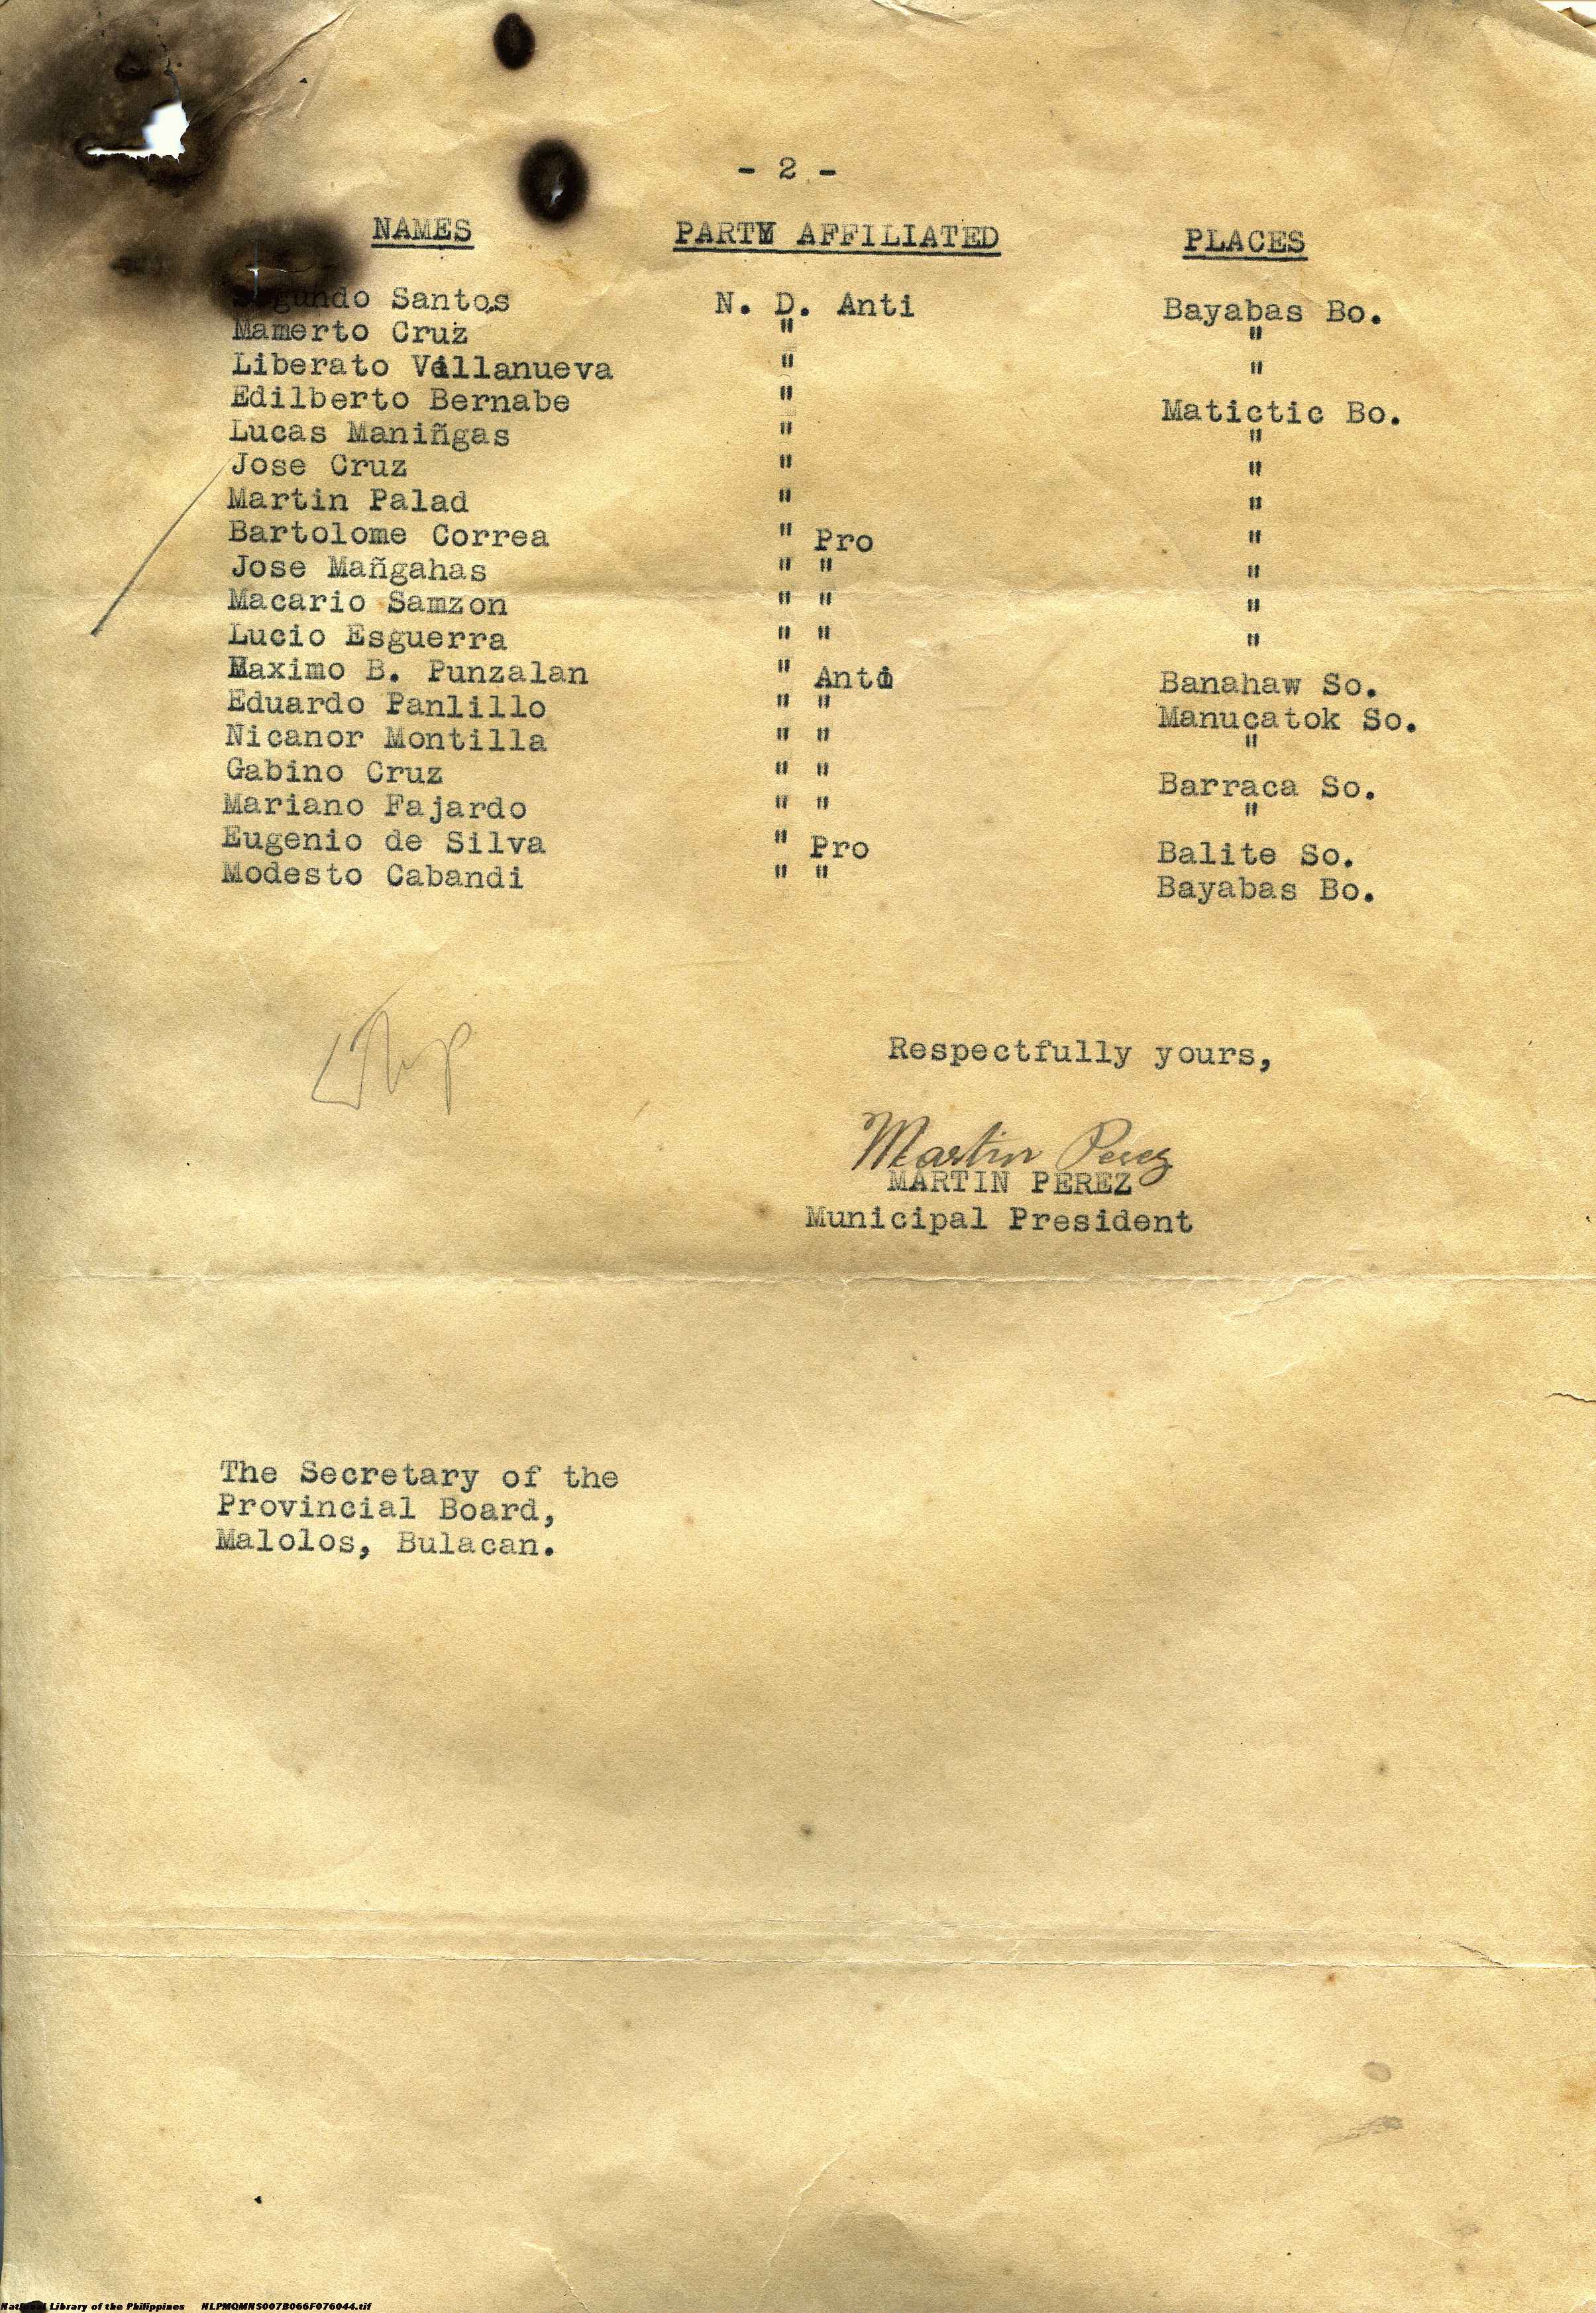 - 2 -
NAMES PARTY AFFILIATED PLACES
Segundo Santos N. D. Anti Bayabas Bo.
Mamerto Cruz " "
Liberato Villanueva " "
Edilberto Bernabe " Matictic Bo.
Lucas Maniñgas " "
Jose Cruz " "
Martin Palad " "
Bartolome Correa " Pro "
Jose Mañgahas " " "
Macario Samzon " " "
Lucio Esguerra " " "
Maximo B. Punzalan " Anti Banahaw So.
Eduardo Panlillo " " Manucatok So.
Nicanor Montilla " " "
Gabino Cruz " " Barraca So.
Mariano Fajardo " " "
Eugenio de Silva " Pro Balite So.
Modesto Cabandi " " Bayabas Bo.
Respectfully yours,
Martin Perez
MARTIN PEREZ
Municipal President
The Secretary of the
Provincial Board,
Malolos, Bulacan.
National Library of the Philippines NLPMQMNS007B066F076044.tif